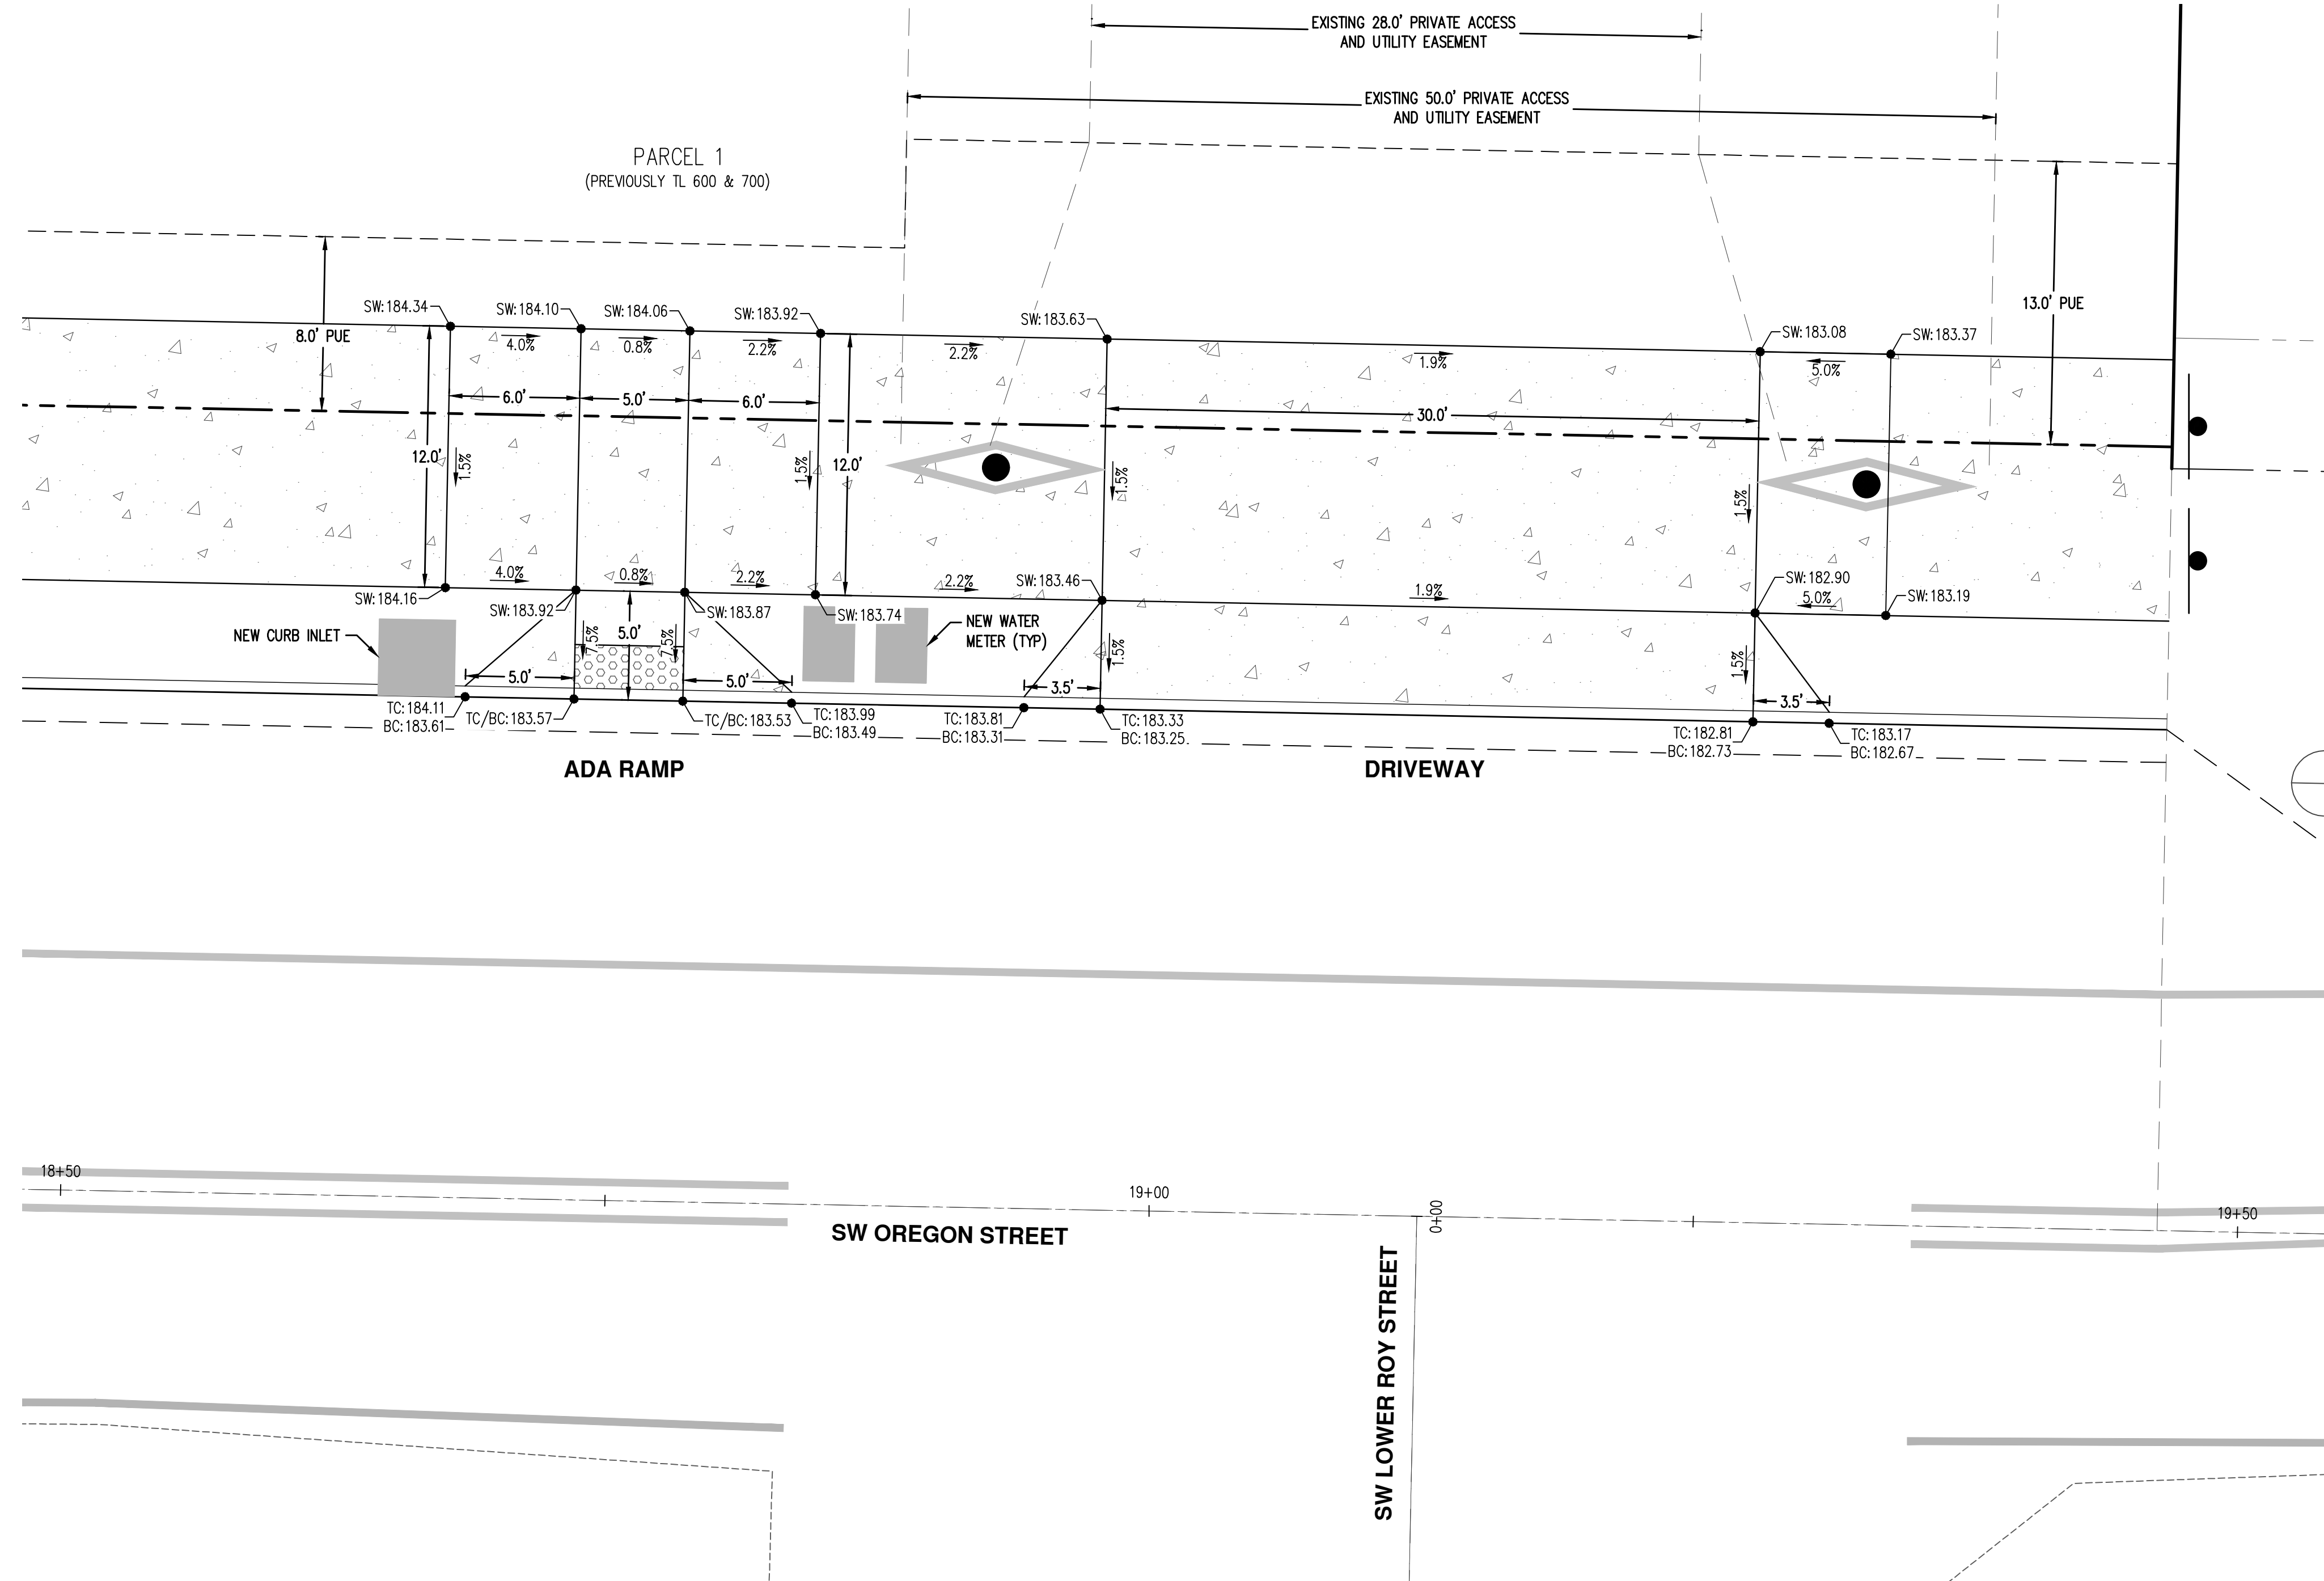 EXISTING 28.0' PRIVATE ACCESS
AND UTILITY EASEMENT
EXISTING 50.0' PRIVATE ACCESS
AND UTILITY EASEMENT
PARCEL 1
(PREVIOUSLY TL 600 & 700)
8.0' PUE
13.0' PUE
SW:184.34
SW:184.10
SW:184.06
SW:183.92
SW:183.63
SW:183.08
SW:183.37
4.0%
0.8%
2.2%
2.2%
1.9%
5.0%
6.0'
5.0'
6.0'
30.0'
12.0'
1.5%
1.5%
12.0'
1.5%
1.5%
4.0%
0.8%
2.2%
2.2%
SW:183.46
1.9%
SW:182.90
5.0%
SW:183.19
SW:184.16
SW:183.92
SW:183.87
SW:183.74
NEW CURB INLET
NEW WATER
METER (TYP)
7.5%
5.0'
7.5%
1.5%
1.5%
5.0'
5.0'
3.5'
3.5'
TC:184.11
BC:183.61
TC/BC:183.57
TC/BC:183.53
TC:183.99
BC:183.49
TC:183.81
BC:183.31
TC:183.33
BC:183.25
TC:182.81
BC:182.73
TC:183.17
BC:182.67
ADA RAMP
DRIVEWAY
18+50
19+00
0+00
19+50
SW OREGON STREET
SW LOWER ROY STREET